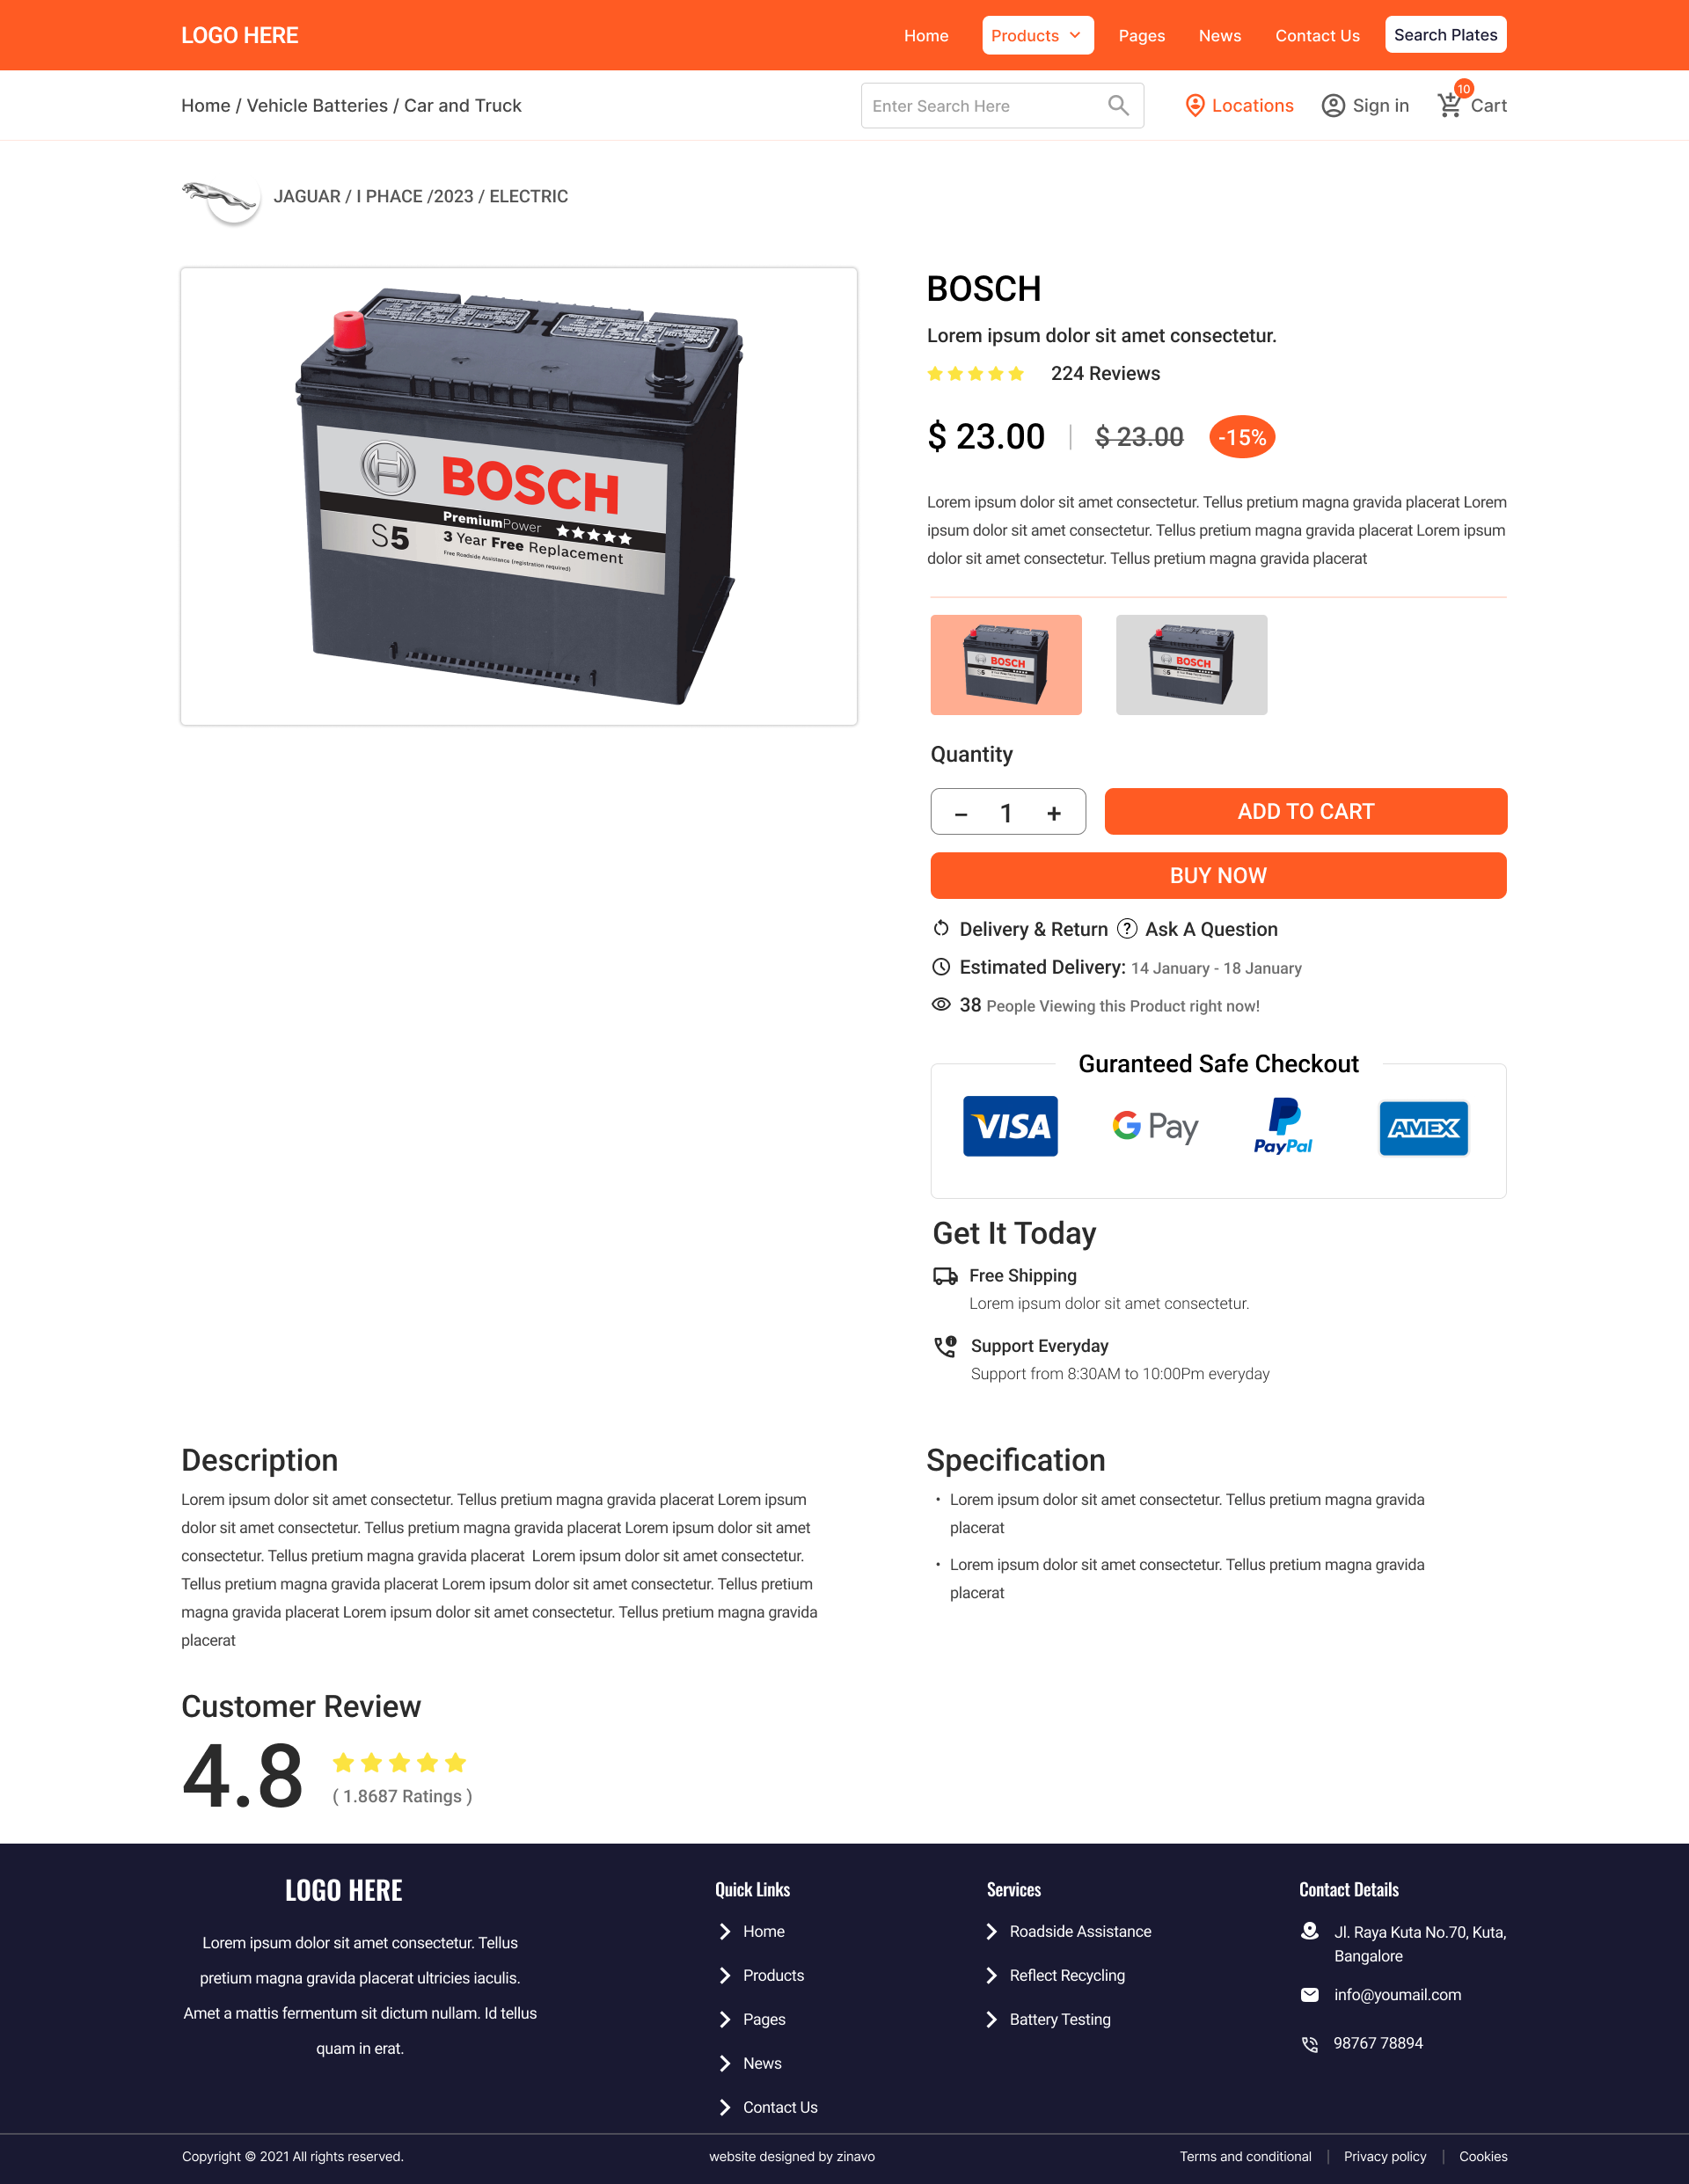 LOGO HERE
Home
Products
Pages
News
Contact Us
Search Plates
Home / Vehicle Batteries / Car and Truck
Enter Search Here
Locations
Sign in
10
Cart
JAGUAR / I PHACE /2023 / ELECTRIC
BOSCH
PremiumPower
S5
3 Year Free Replacement
Free Roadside Assistance (registration required)
BOSCH
Lorem ipsum dolor sit amet consectetur.
224 Reviews
$ 23.00
$ 23.00
-15%
Lorem ipsum dolor sit amet consectetur. Tellus pretium magna gravida placerat Lorem
ipsum dolor sit amet consectetur. Tellus pretium magna gravida placerat Lorem ipsum
dolor sit amet consectetur. Tellus pretium magna gravida placerat
BOSCH
S5
BOSCH
S5
Quantity
– 1 +
ADD TO CART
BUY NOW
Delivery & Return
? Ask A Question
Estimated Delivery: 14 January - 18 January
38 People Viewing this Product right now!
Guranteed Safe Checkout
VISA
G Pay
PayPal
AMEX
Get It Today
Free Shipping
Lorem ipsum dolor sit amet consectetur.
Support Everyday
Support from 8:30AM to 10:00Pm everyday
Description
Lorem ipsum dolor sit amet consectetur. Tellus pretium magna gravida placerat Lorem ipsum
dolor sit amet consectetur. Tellus pretium magna gravida placerat Lorem ipsum dolor sit amet
consectetur. Tellus pretium magna gravida placerat Lorem ipsum dolor sit amet consectetur.
Tellus pretium magna gravida placerat Lorem ipsum dolor sit amet consectetur. Tellus pretium
magna gravida placerat Lorem ipsum dolor sit amet consectetur. Tellus pretium magna gravida
placerat
Specification
• Lorem ipsum dolor sit amet consectetur. Tellus pretium magna gravida
placerat
• Lorem ipsum dolor sit amet consectetur. Tellus pretium magna gravida
placerat
Customer Review
4.8
( 1.8687 Ratings )
LOGO HERE
Lorem ipsum dolor sit amet consectetur. Tellus
pretium magna gravida placerat ultricies iaculis.
Amet a mattis fermentum sit dictum nullam. Id tellus
quam in erat.
Quick Links
Home
Products
Pages
News
Contact Us
Services
Roadside Assistance
Reflect Recycling
Battery Testing
Contact Details
Jl. Raya Kuta No.70, Kuta,
Bangalore
info@youmail.com
98767 78894
Copyright © 2021 All rights reserved.
website designed by zinavo
Terms and conditional | Privacy policy | Cookies